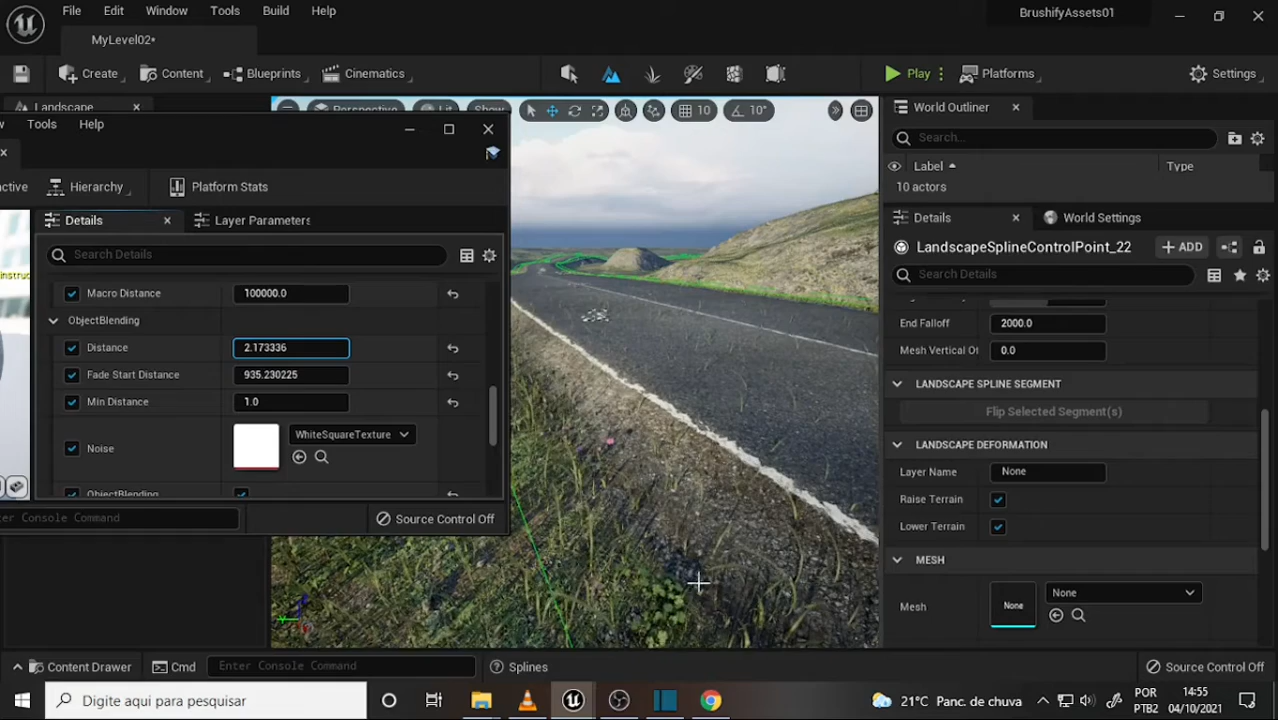 File Edit Window Tools Build Help
BrushifyAssets01
MyLevel02*
Create Content Blueprints Cinematics Play Platforms Settings
Landscape
Perspective Lit Show 10 10°
World Outliner
w Tools Help
Search...
Label Type
10 actors
active Hierarchy Platform Stats
Details Layer Parameters
Details World Settings
LandscapeSplineControlPoint_22 ADD
Search Details
Search Details
Macro Distance 100000.0
ObjectBlending
Distance 2.173336
Fade Start Distance 935.230225
Min Distance 1.0
Noise WhiteSquareTexture
ObjectBlending
ter Console Command Source Control Off
End Falloff 2000.0
Mesh Vertical Of 0.0
LANDSCAPE SPLINE SEGMENT
Flip Selected Segment(s)
LANDSCAPE DEFORMATION
Layer Name None
Raise Terrain
Lower Terrain
MESH
Mesh None None
Content Drawer Cmd Enter Console Command Splines Source Control Off
Digite aqui para pesquisar
21°C Panc. de chuva
POR
PTB2
14:55
04/10/2021